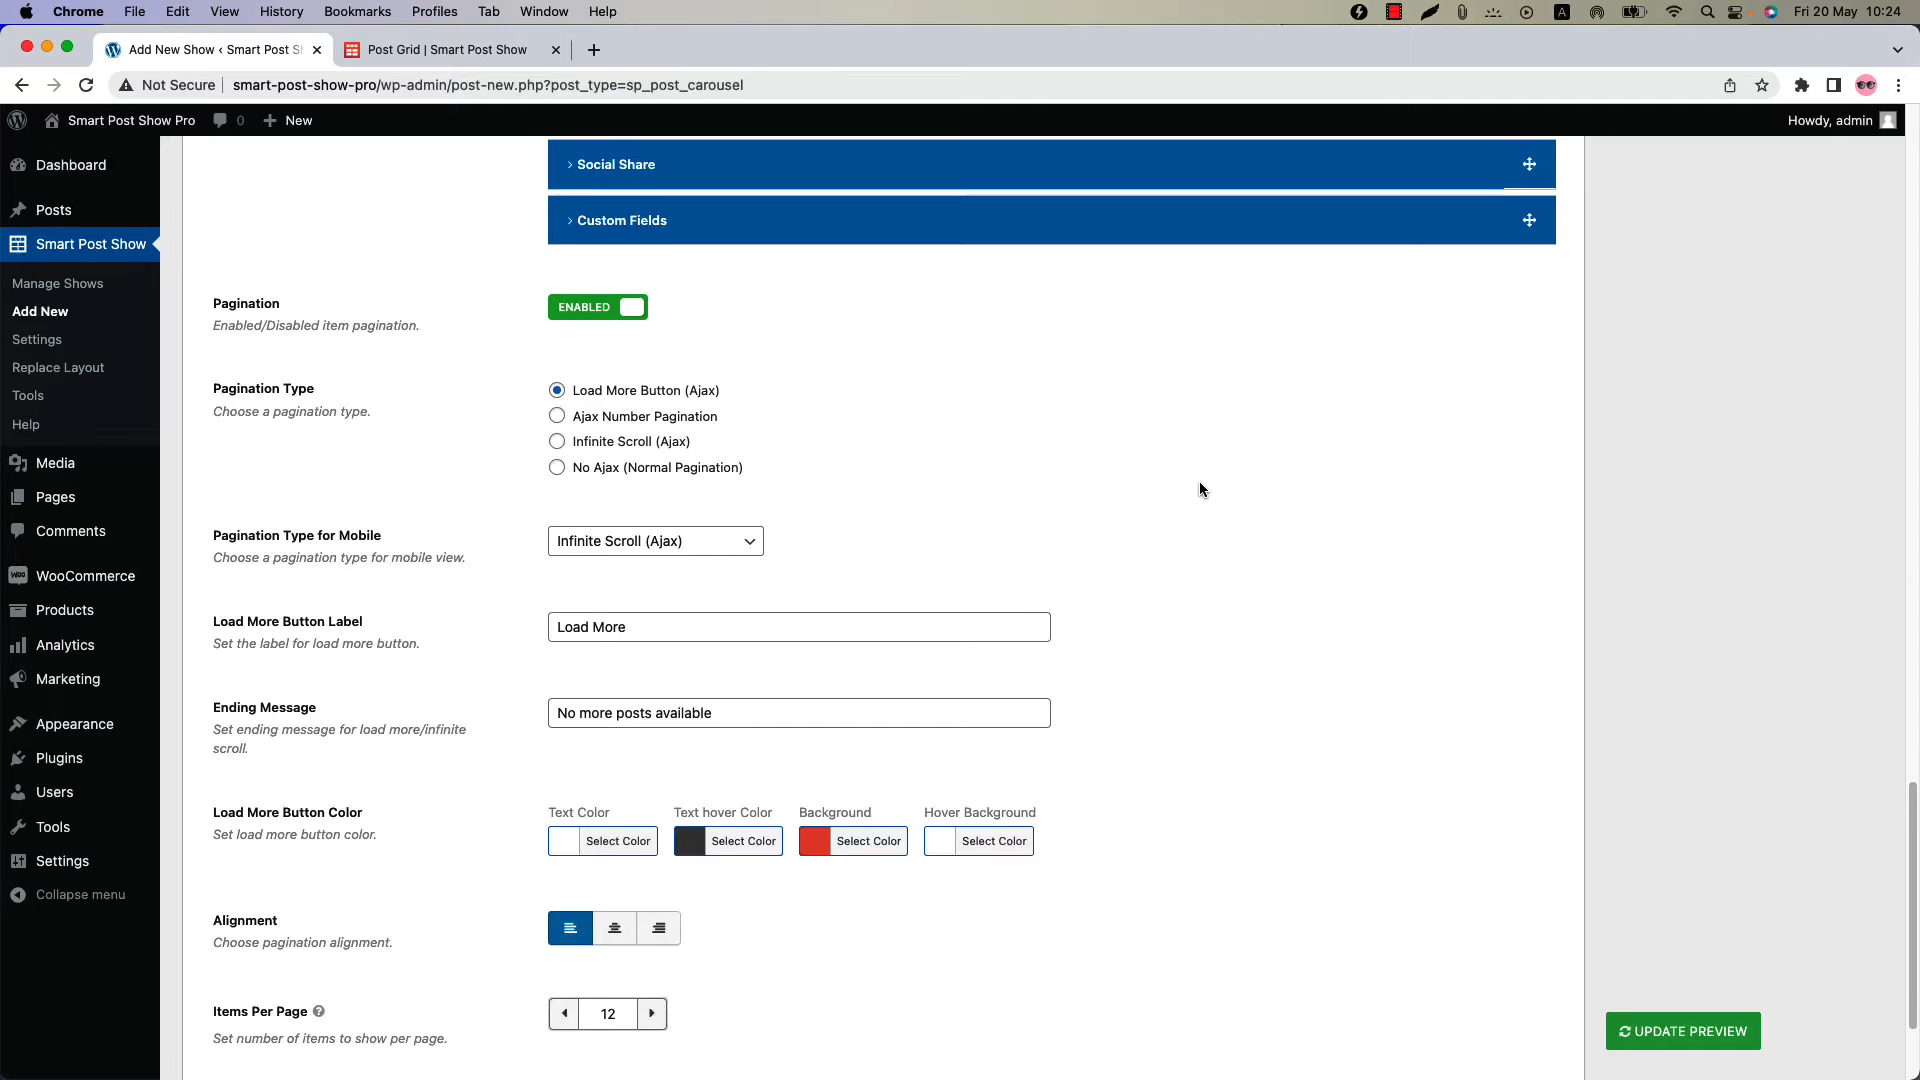 Chrome File Edit View History Bookmarks Profiles Tab Window Help A Fri 20 May 10:24
Add New Show ‹ Smart Post S
Post Grid | Smart Post Show
Not Secure smart-post-show-pro/wp-admin/post-new.php?post_type=sp_post_carousel
Smart Post Show Pro 0 New Howdy, admin
Dashboard
Posts
Smart Post Show
Manage Shows
Add New
Settings
Replace Layout
Tools
Help
Media
Pages
Comments
Woo WooCommerce
Products
Analytics
Marketing
Appearance
Plugins
Users
Tools
Settings
Collapse menu
Social Share
Custom Fields
Pagination
Enabled/Disabled item pagination.
ENABLED
Pagination Type
Choose a pagination type.
Load More Button (Ajax)
Ajax Number Pagination
Infinite Scroll (Ajax)
No Ajax (Normal Pagination)
Pagination Type for Mobile
Choose a pagination type for mobile view.
Infinite Scroll (Ajax)
Load More Button Label
Set the label for load more button.
Load More
Ending Message
Set ending message for load more/infinite
scroll.
No more posts available
Load More Button Color
Set load more button color.
Text Color Text hover Color Background Hover Background
Select Color Select Color Select Color Select Color
Alignment
Choose pagination alignment.
Items Per Page ?
Set number of items to show per page.
12
UPDATE PREVIEW